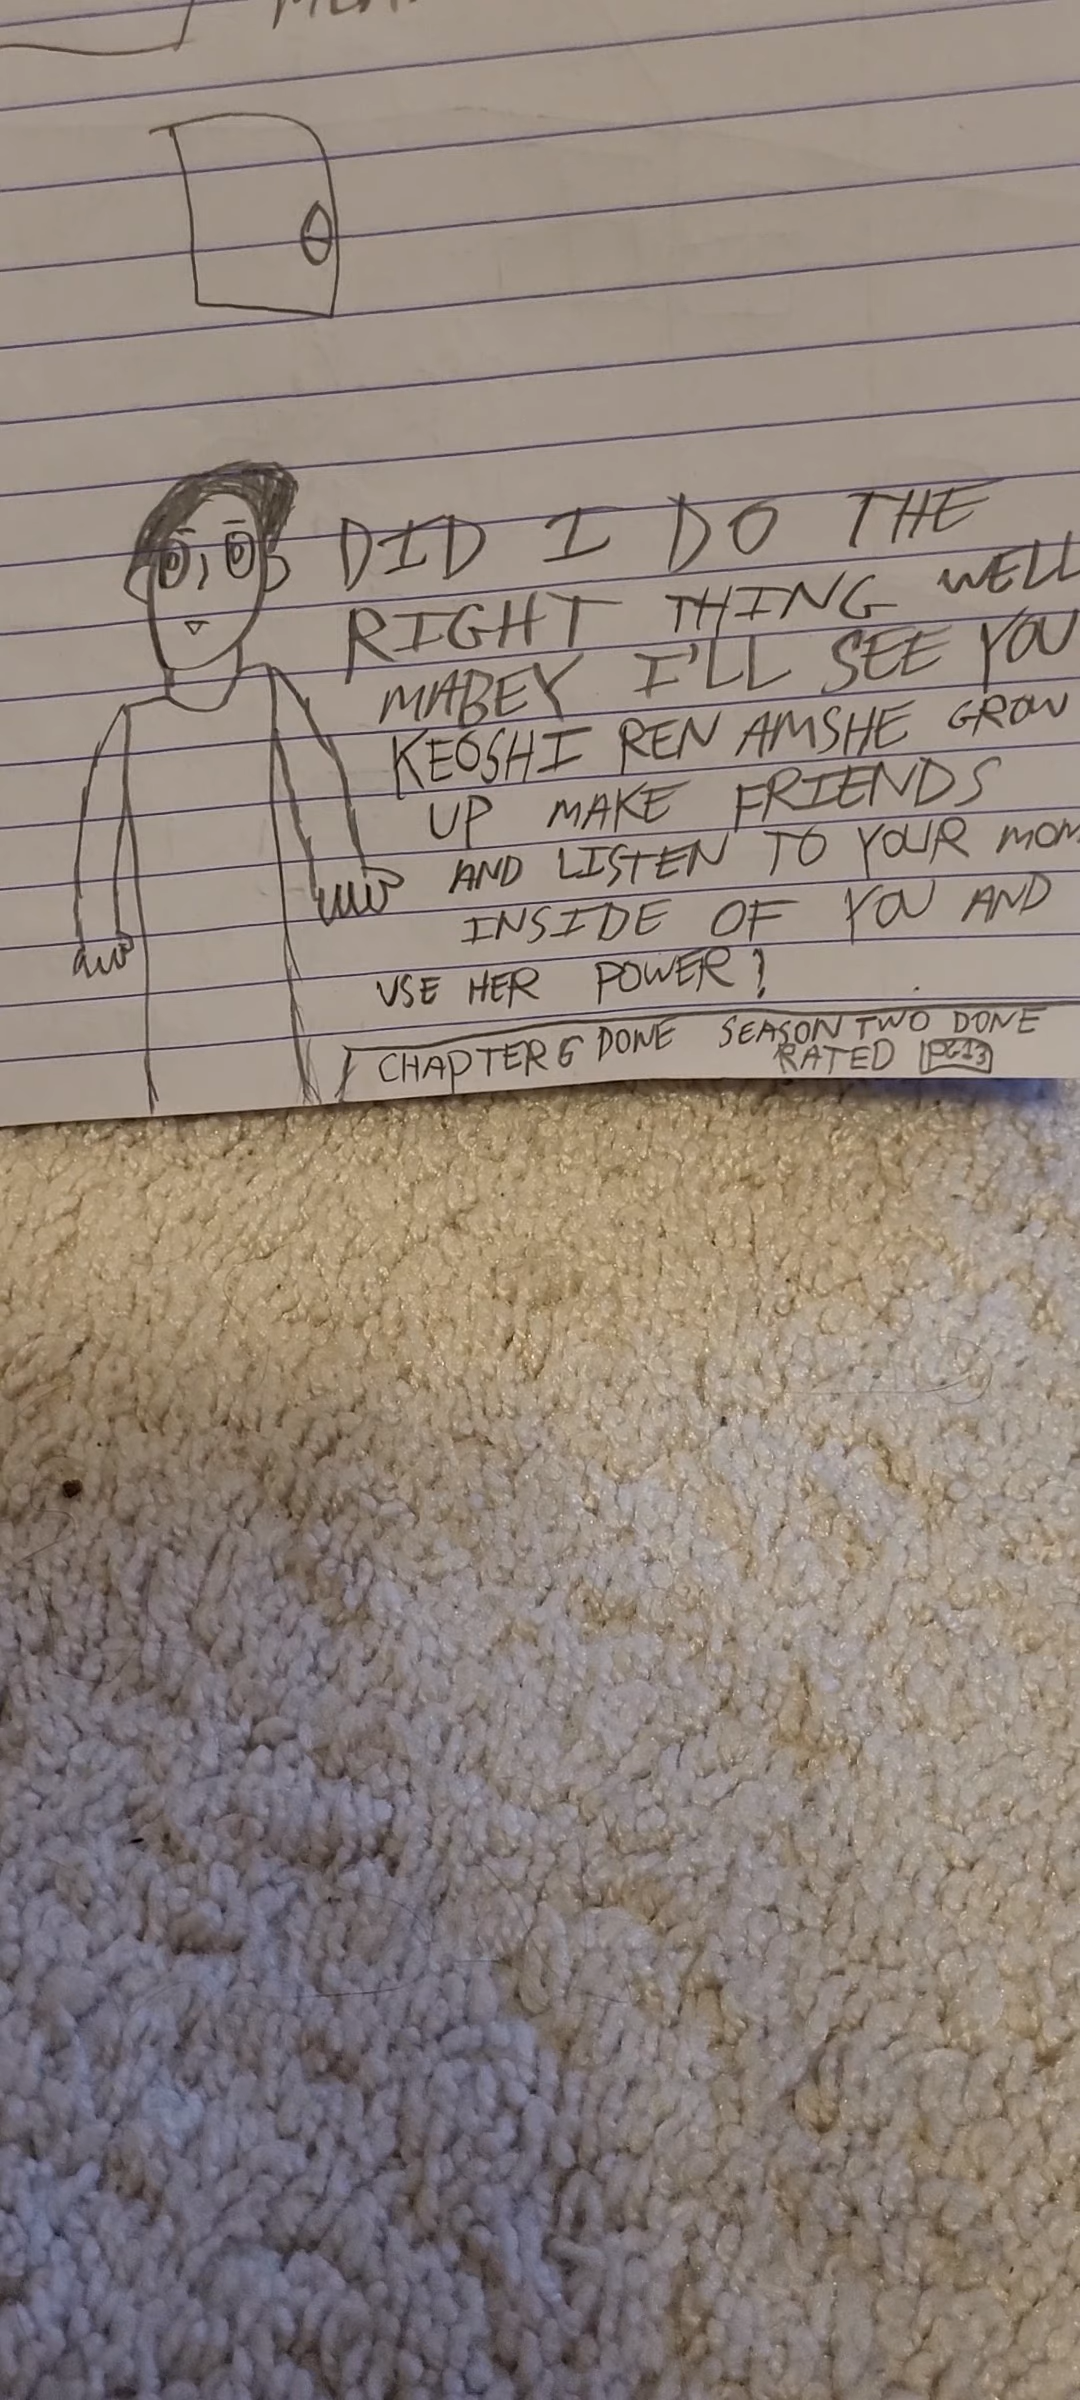 DID I DO THE
RIGHT THING WELL
MABEY I'LL SEE YOU
KEOSHI REN AMSHE GROW
UP MAKE FRIENDS
AND LISTEN TO YOUR MOM
INSIDE OF YOU AND
USE HER POWER?
CHAPTER 6 DONE SEASON TWO DONE
RATED PG13